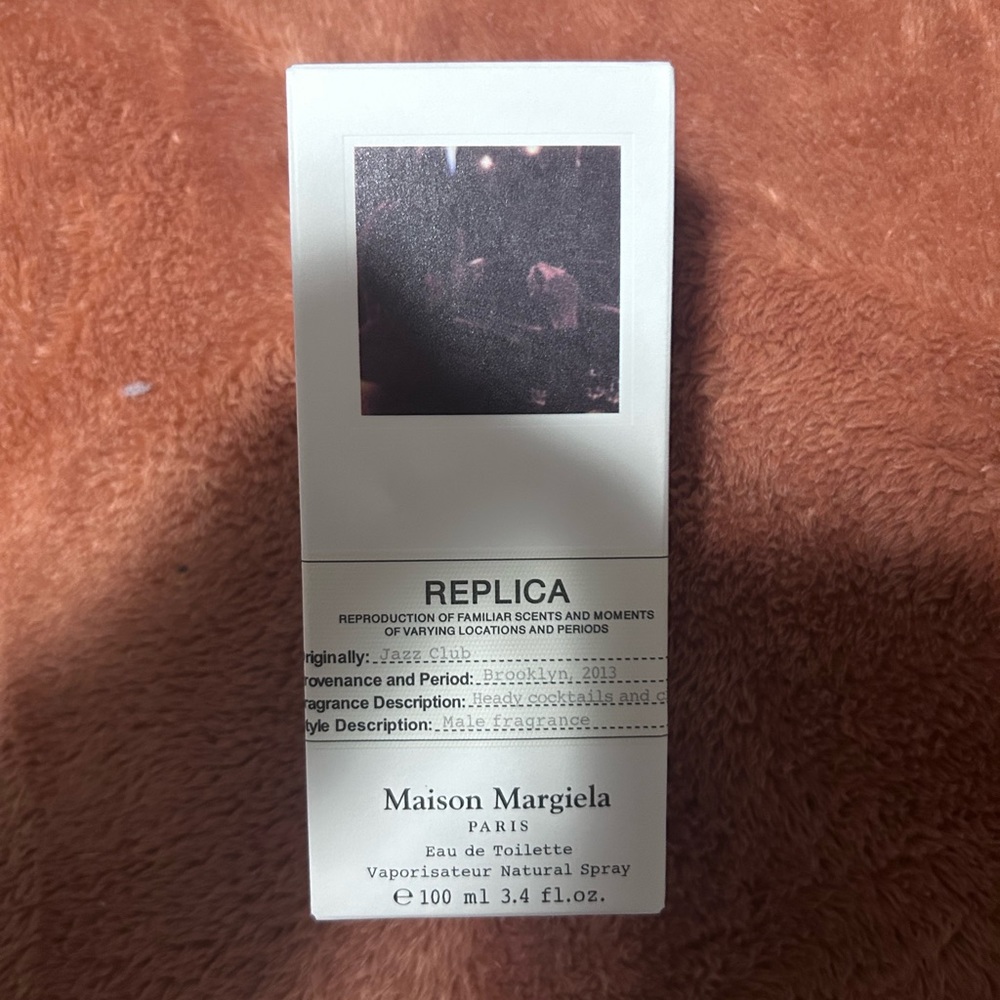 REPLICA
REPRODUCTION OF FAMILIAR SCENTS AND MOMENTS
OF VARYING LOCATIONS AND PERIODS
riginally: Jazz Club
rovenance and Period: Brooklyn, 2013
ragrance Description: Heady cocktails and c
tyle Description: Male fragrance
Maison Margiela
PARIS
Eau de Toilette
Vaporisateur Natural Spray
℮ 100 ml 3.4 fl.oz.